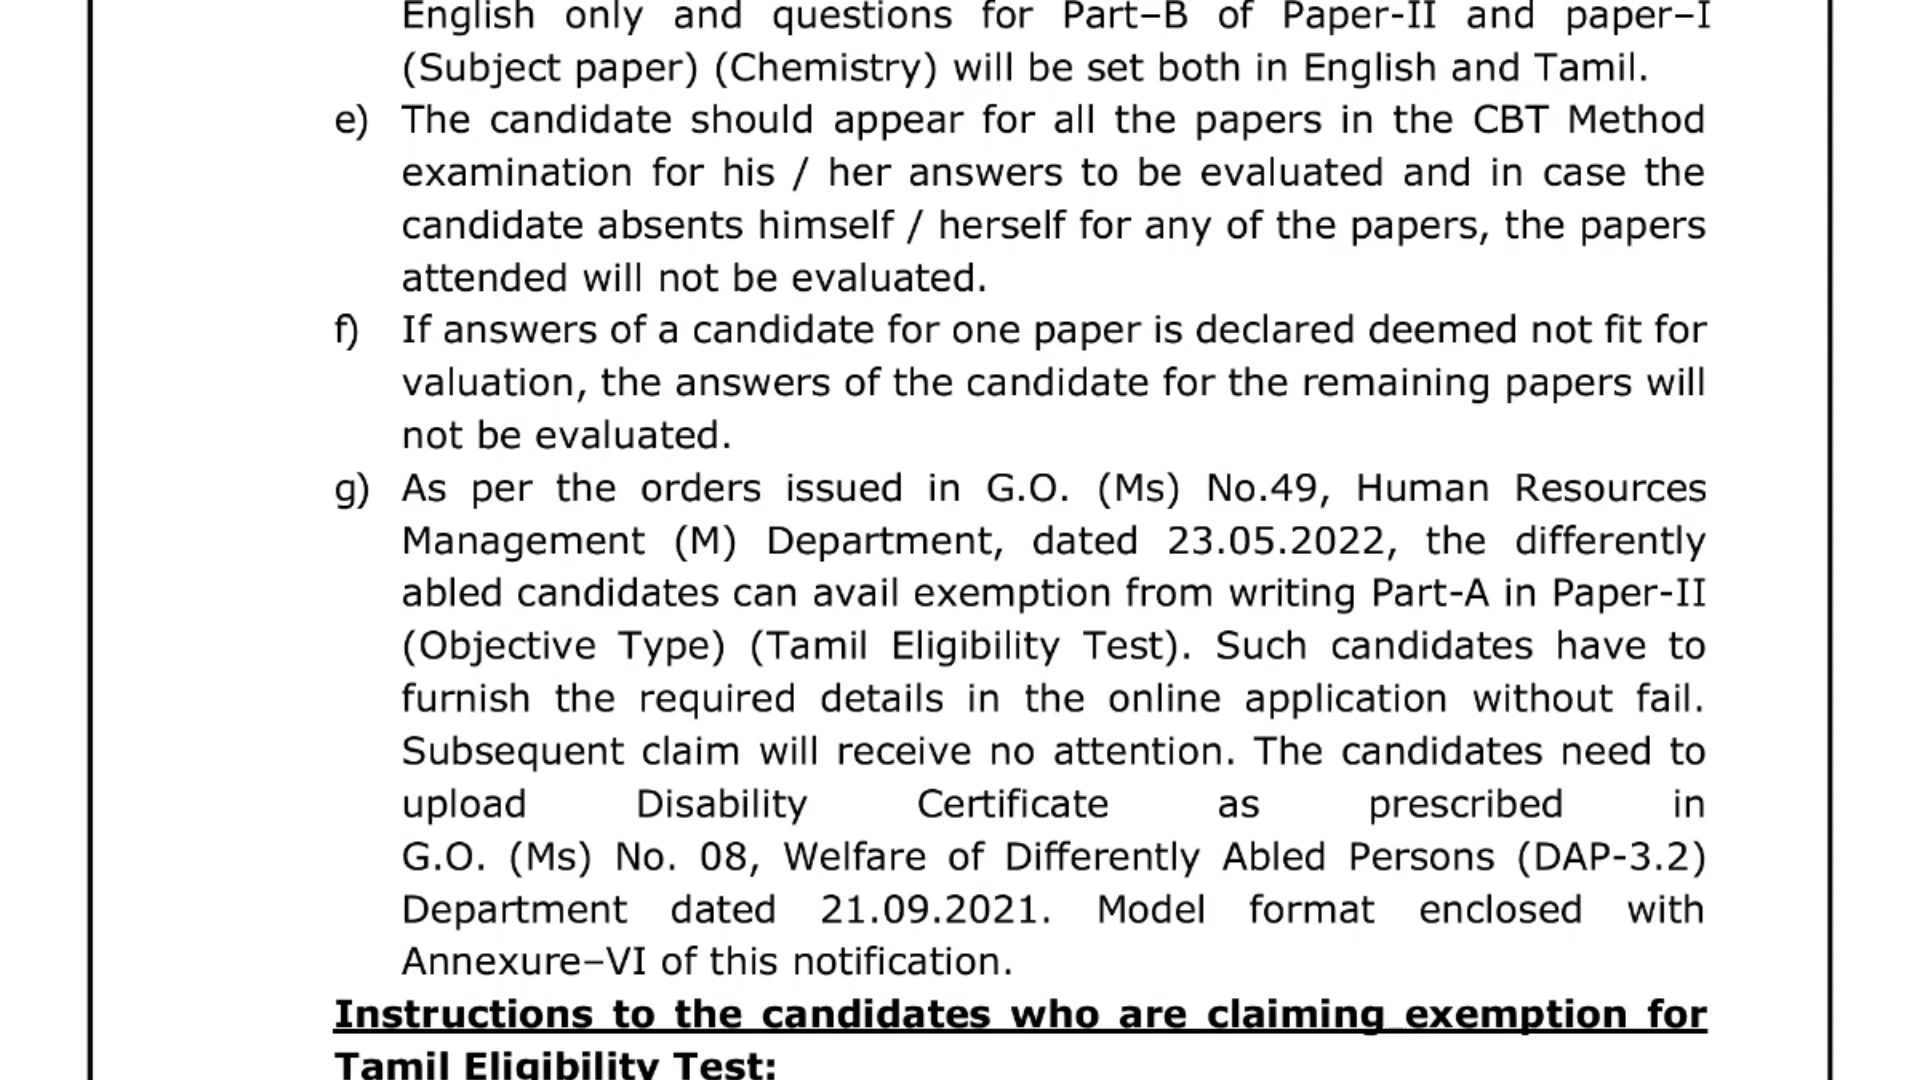 English only and questions for Part–B of Paper-II and paper–I
(Subject paper) (Chemistry) will be set both in English and Tamil.
e) The candidate should appear for all the papers in the CBT Method
examination for his / her answers to be evaluated and in case the
candidate absents himself / herself for any of the papers, the papers
attended will not be evaluated.
f) If answers of a candidate for one paper is declared deemed not fit for
valuation, the answers of the candidate for the remaining papers will
not be evaluated.
g) As per the orders issued in G.O. (Ms) No.49, Human Resources
Management (M) Department, dated 23.05.2022, the differently
abled candidates can avail exemption from writing Part-A in Paper-II
(Objective Type) (Tamil Eligibility Test). Such candidates have to
furnish the required details in the online application without fail.
Subsequent claim will receive no attention. The candidates need to
upload Disability Certificate as prescribed in
G.O. (Ms) No. 08, Welfare of Differently Abled Persons (DAP-3.2)
Department dated 21.09.2021. Model format enclosed with
Annexure–VI of this notification.
Instructions to the candidates who are claiming exemption for
Tamil Eligibility Test: